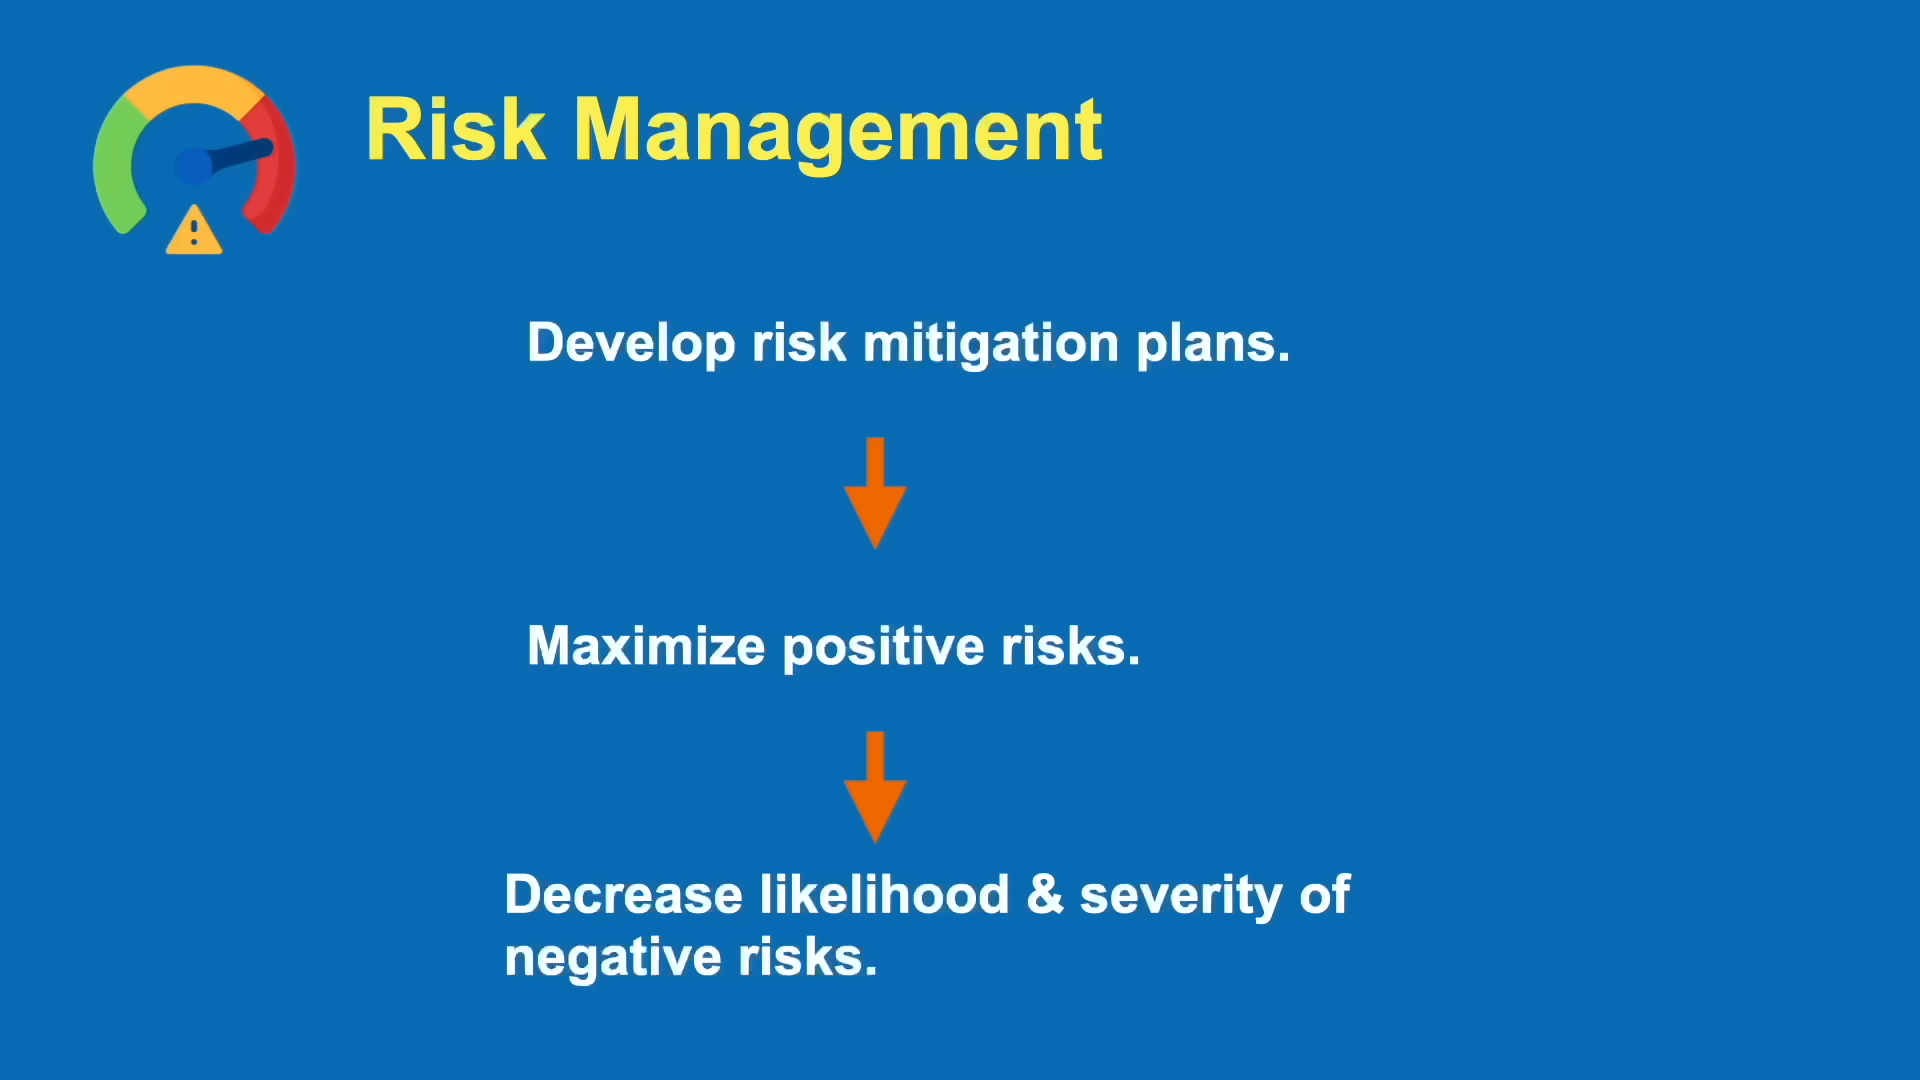 Risk Management
Develop risk mitigation plans.
Maximize positive risks.
Decrease likelihood & severity of
negative risks.